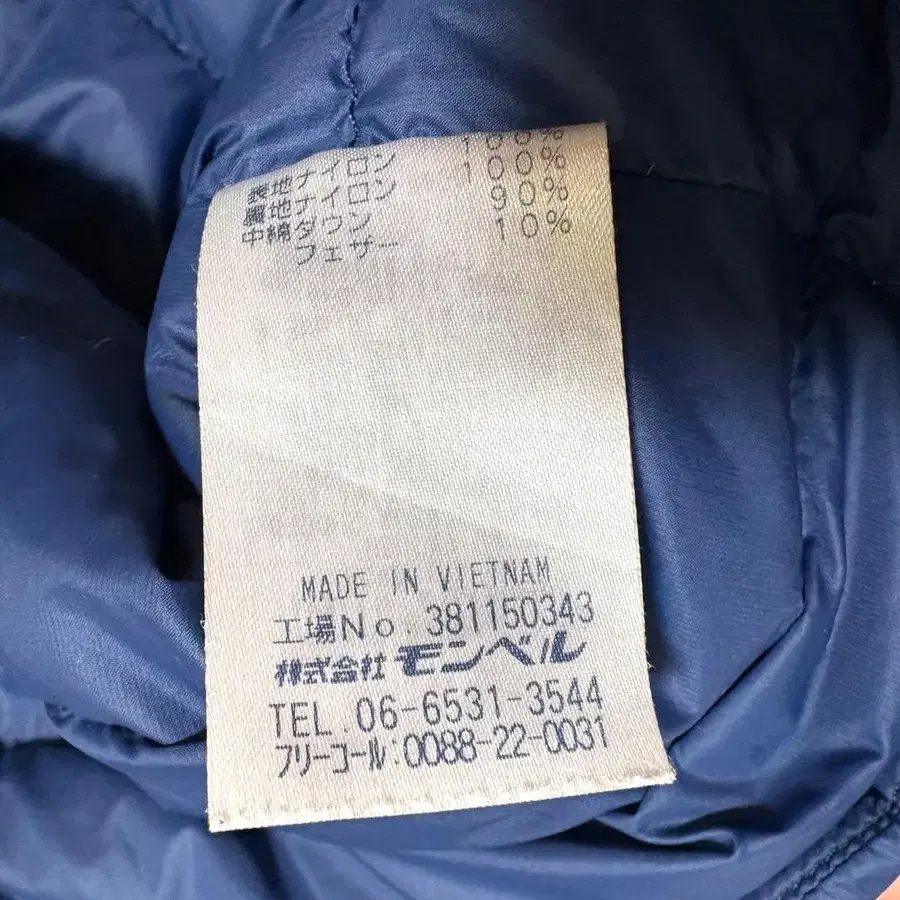 表地ナイロン 100%
裏地ナイロン 100%
中綿ダウン 90%
フェザー 10%
MADE IN VIETNAM
工場No.381150343
株式会社 モンベル
TEL.06-6531-3544
フリーコール:0088-22-0031